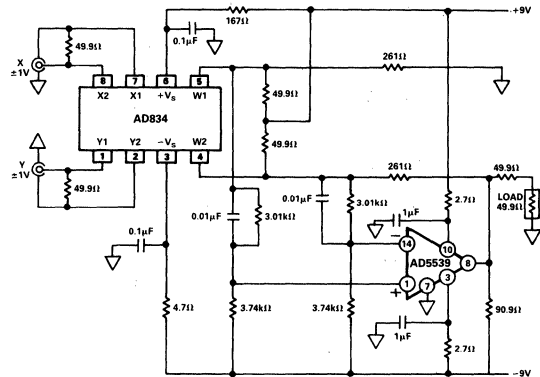 +9V
167Ω
0.1μF
X
±1V
49.9Ω
8
7
6
5
X2
X1
+VS
W1
261Ω
AD834
49.9Ω
49.9Ω
Y1
Y2
−VS
W2
1
2
3
4
Y
±1V
49.9Ω
261Ω
49.9Ω
LOAD
49.9Ω
0.01μF
3.01kΩ
0.01μF
3.01kΩ
1μF
2.7Ω
−
14
10
AD5539
8
0.1μF
1
+
7
3
4.7Ω
3.74kΩ
3.74kΩ
1μF
2.7Ω
90.9Ω
−9V